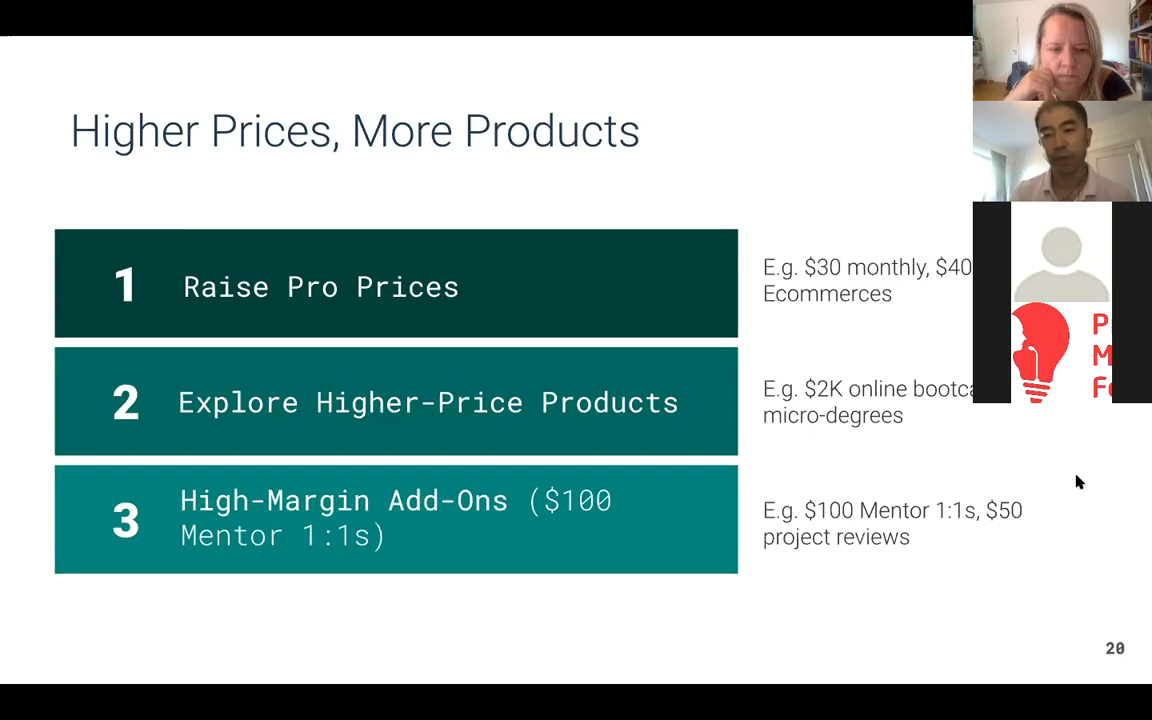 Higher Prices, More Products
1
Raise Pro Prices
E.g. $30 monthly, $40
Ecommerces
2
Explore Higher-Price Products
E.g. $2K online
micro-degrees
3
High-Margin Add-Ons ($100
Mentor 1:1s)
E.g. $100 Mentor 1:1s, $50
project reviews
P
M
20